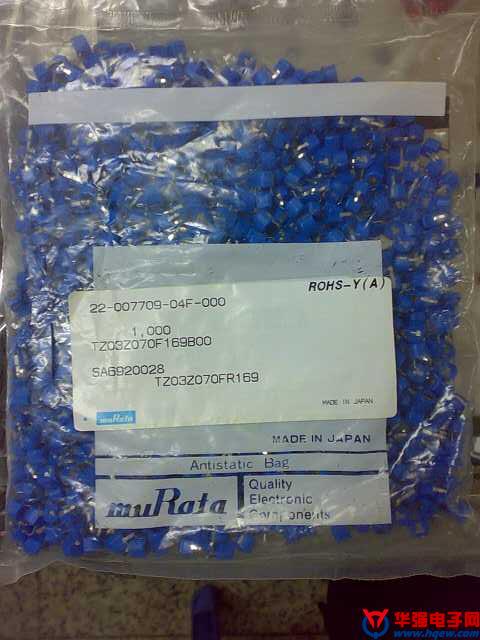 ROHS-Y(A)
22-007709-04F-000
1,000
TZ03Z070F169B00
SA6920028
TZ03Z070FR169
MADE IN JAPAN
muRata
MADE IN JAPAN
Antistatic Bag
muRata
Quality
Electronic
Components
华强电子网
www.hqew.com